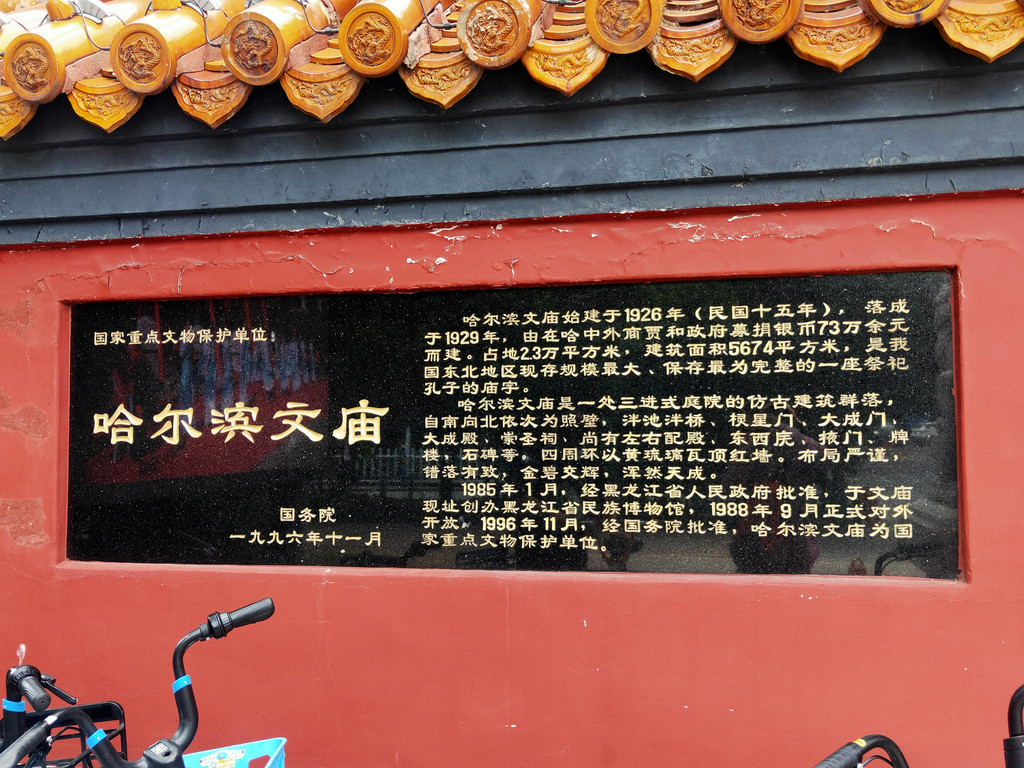 国家重点文物保护单位
哈尔滨文庙
国务院
一九九六年十一月
哈尔滨文庙始建于1926年(民国十五年),落成
于1929年,由在哈中外商贾和政府募捐银币73万余元
而建。占地2.3万平方米,建筑面积5674平方米,是我
国东北地区现存规模最大、保存最为完整的一座祭祀
孔子的庙宇。
哈尔滨文庙是一处三进式庭院的仿古建筑群落,
自南向北依次为照壁,泮池泮桥、棂星门、大成门、
大成殿、崇圣祠、尚有左右配殿、东西庑、掖门、牌
楼,石碑等,四周环以黄琉璃瓦顶红墙。布局严谨,
错落有致,金碧交辉,浑然天成。
1985年1月,经黑龙江省人民政府批准,于文庙
现址创办黑龙江省民族博物馆,1988年9月正式对外
开放。1996年11月,经国务院批准,哈尔滨文庙为国
家重点文物保护单位。